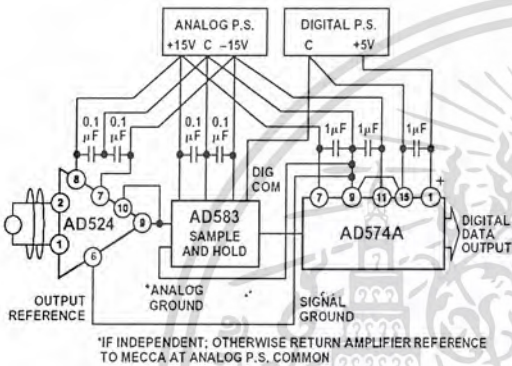 ANALOG P.S.
+15V C –15V
DIGITAL P.S.
C +5V
0.1 µF
0.1 µF
0.1 µF
0.1 µF
1µF
1µF
1µF
DIG COM
8
7
10
2
9
1
6
AD524
AD583
SAMPLE
AND HOLD
7
9
11
15
1
+
AD574A
DIGITAL
DATA
OUTPUT
OUTPUT
REFERENCE
*ANALOG
GROUND
SIGNAL
GROUND
*IF INDEPENDENT; OTHERWISE RETURN AMPLIFIER REFERENCE
TO MECCA AT ANALOG P.S. COMMON